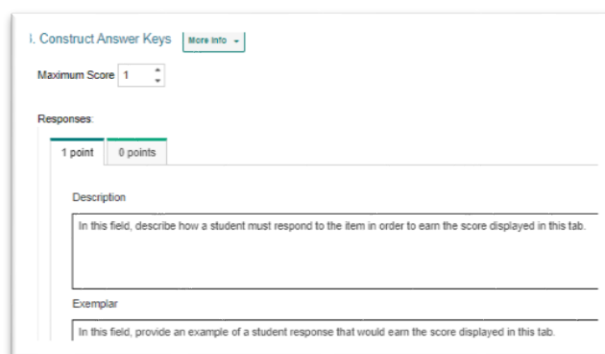 . Construct Answer Keys More Info
Maximum Score 1
Responses:
1 point 0 points
Description
In this field, describe how a student must respond to the item in order to earn the score displayed in this tab.
Exemplar
In this field, provide an example of a student response that would earn the score displayed in this tab.